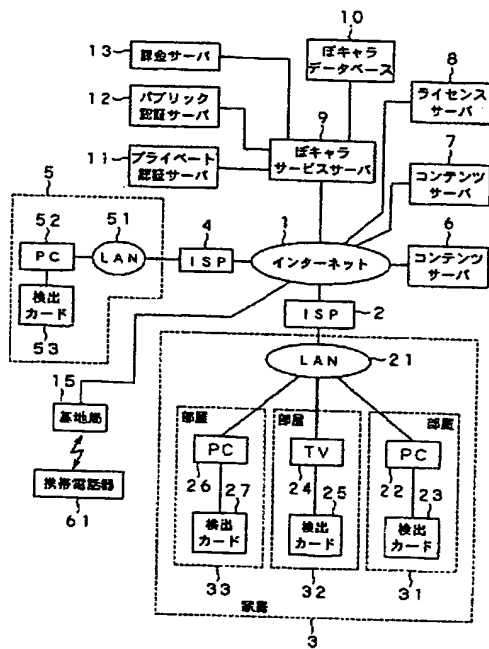 10
13
課金サーバ
ぽキャラ
データベース
8
12
パブリック
認証サーバ
9
ライセンス
サーバ
11
プライベート
認証サーバ
ぽキャラ
サービスサーバ
7
コンテンツ
サーバ
5
52
51
4
1
6
PC
LAN
ISP
インターネット
コンテンツ
サーバ
検出
カード
53
ISP
2
LAN
21
15
基地局
部屋
部屋
部屋
PC
TV
PC
26
27
24
25
22
23
携帯電話器
61
検出
カード
検出
カード
検出
カード
33
32
31
家庭
3